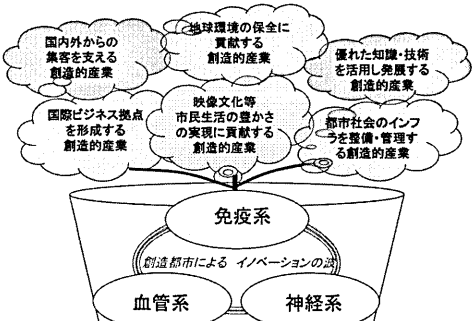 国内外からの
集客を支える
創造的産業
地球環境の保全に
貢献する
創造的産業
優れた知識・技術
を活用し発展する
創造的産業
国際ビジネス拠点
を形成する
創造的産業
映像文化等
市民生活の豊かさ
の実現に貢献する
創造的産業
都市社会のインフ
ラを整備・管理す
る創造的産業
免疫系
創造都市による イノベーションの波
血管系
神経系